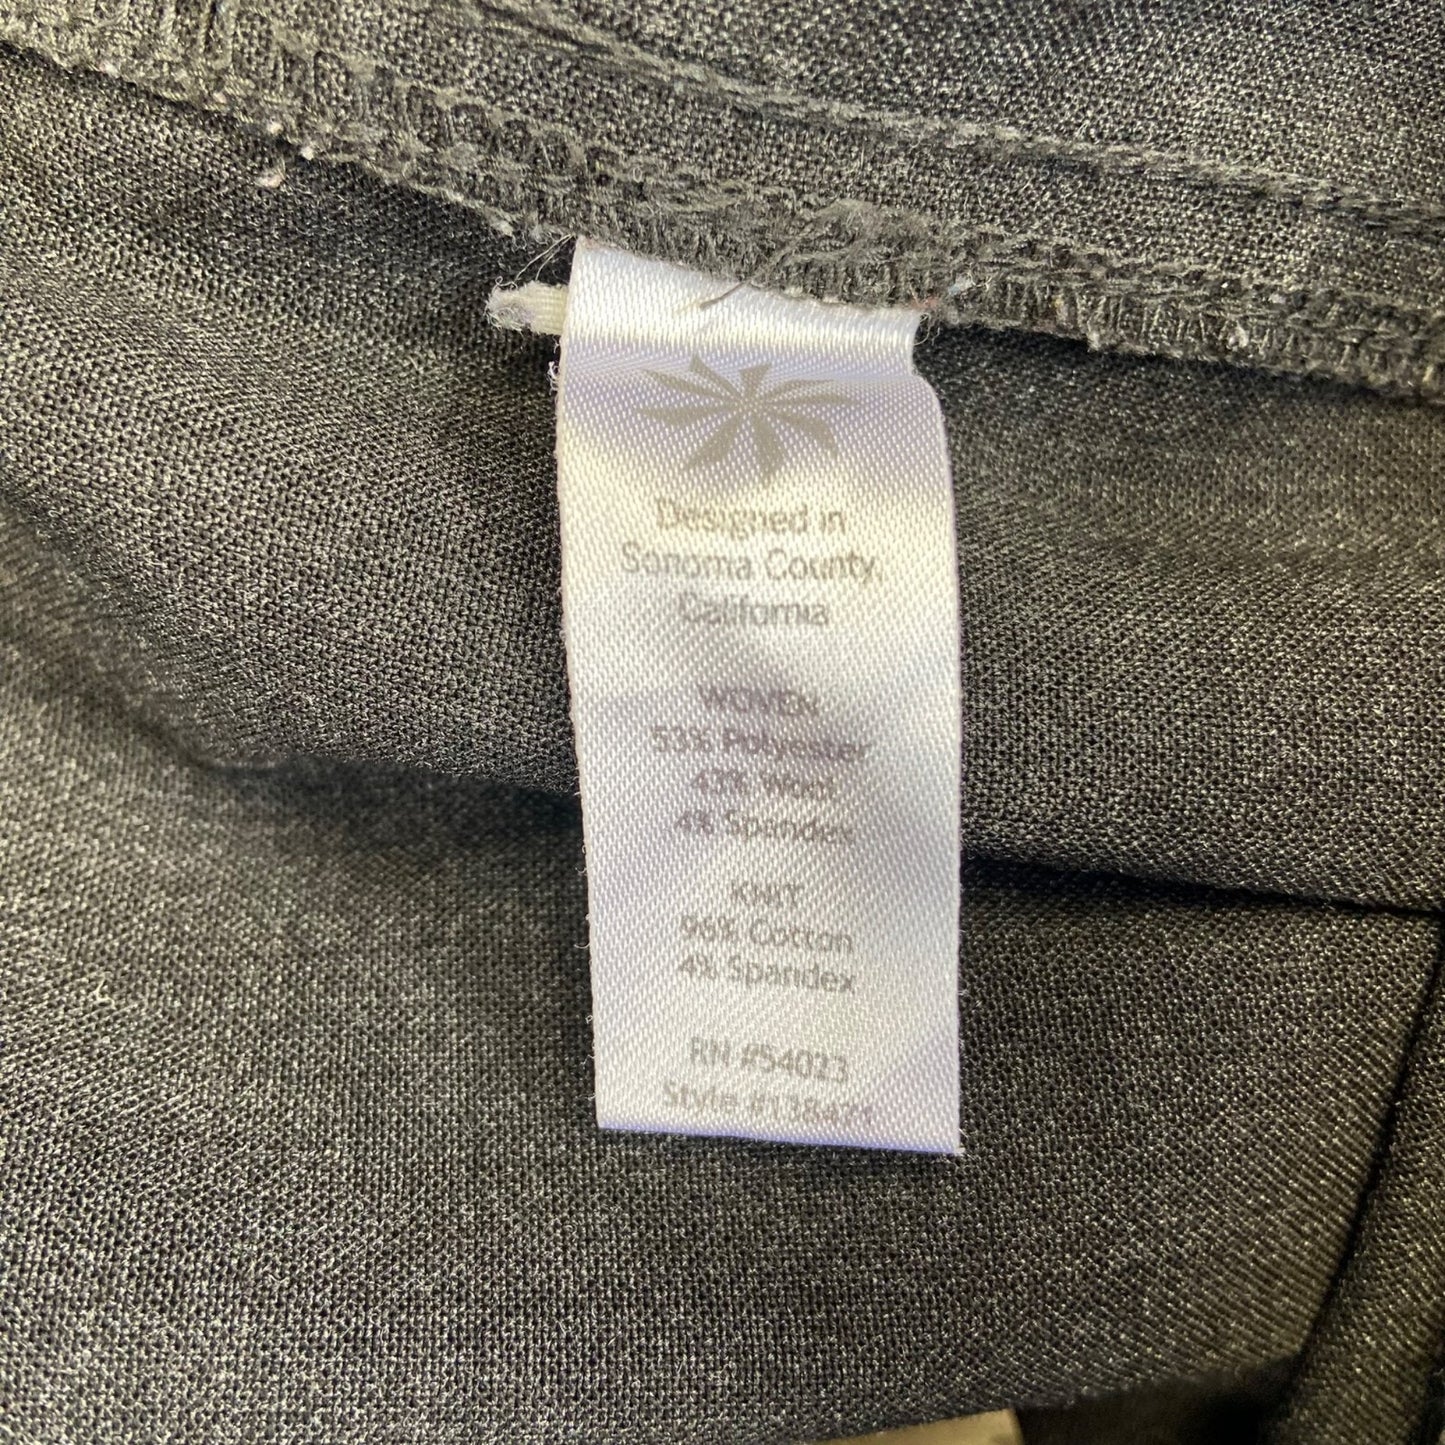 Designed in
Sonoma County,
California
WOVEN
53% Polyester
43% Wool
4% Spandex
KNIT
96% Cotton
4% Spandex
RN #54023
Style